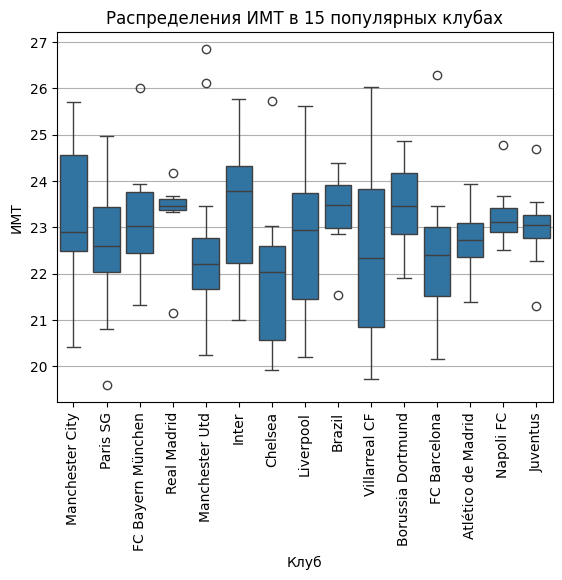 Распределения ИМТ в 15 популярных клубах
27
26
25
24
23
22
21
20
ИМТ
Manchester City
Paris SG
FC Bayern München
Real Madrid
Manchester Utd
Inter
Chelsea
Liverpool
Brazil
Villarreal CF
Borussia Dortmund
FC Barcelona
Atlético de Madrid
Napoli FC
Juventus
Клуб